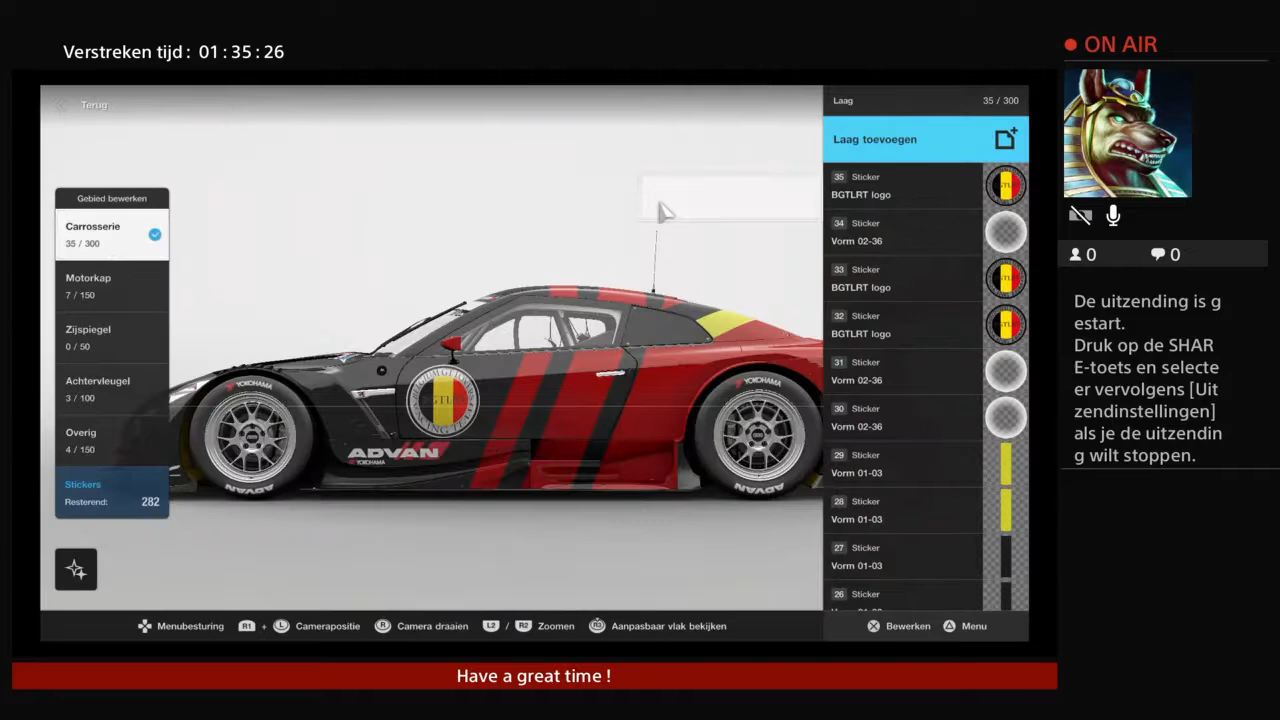 Verstreken tijd : 01 : 35 : 26
ON AIR
Terug
Laag 35 / 300
Laag toevoegen
Gebied bewerken
Carrosserie
35 / 300
Motorkap
7 / 150
Zijspiegel
0 / 50
Achtervleugel
3 / 100
Overig
4 / 150
Stickers
Resterend: 282
YOKOHAMA
ADVAN
YOKOHAMA
ADVAN
YOKOHAMA
ADVAN
35 Sticker
BGTLRT logo
34 Sticker
Vorm 02-36
33 Sticker
BGTLRT logo
32 Sticker
BGTLRT logo
31 Sticker
Vorm 02-36
30 Sticker
Vorm 02-36
29 Sticker
Vorm 01-03
28 Sticker
Vorm 01-03
27 Sticker
Vorm 01-03
26 Sticker
0
0
De uitzending is g
estart.
Druk op de SHAR
E-toets en selecte
er vervolgens [Uit
zendinstellingen]
als je de uitzendin
g wilt stoppen.
Menubesturing R1 + L Camerapositie R Camera draaien L2 / R2 Zoomen R3 Aanpasbaar vlak bekijken
Bewerken Menu
Have a great time !